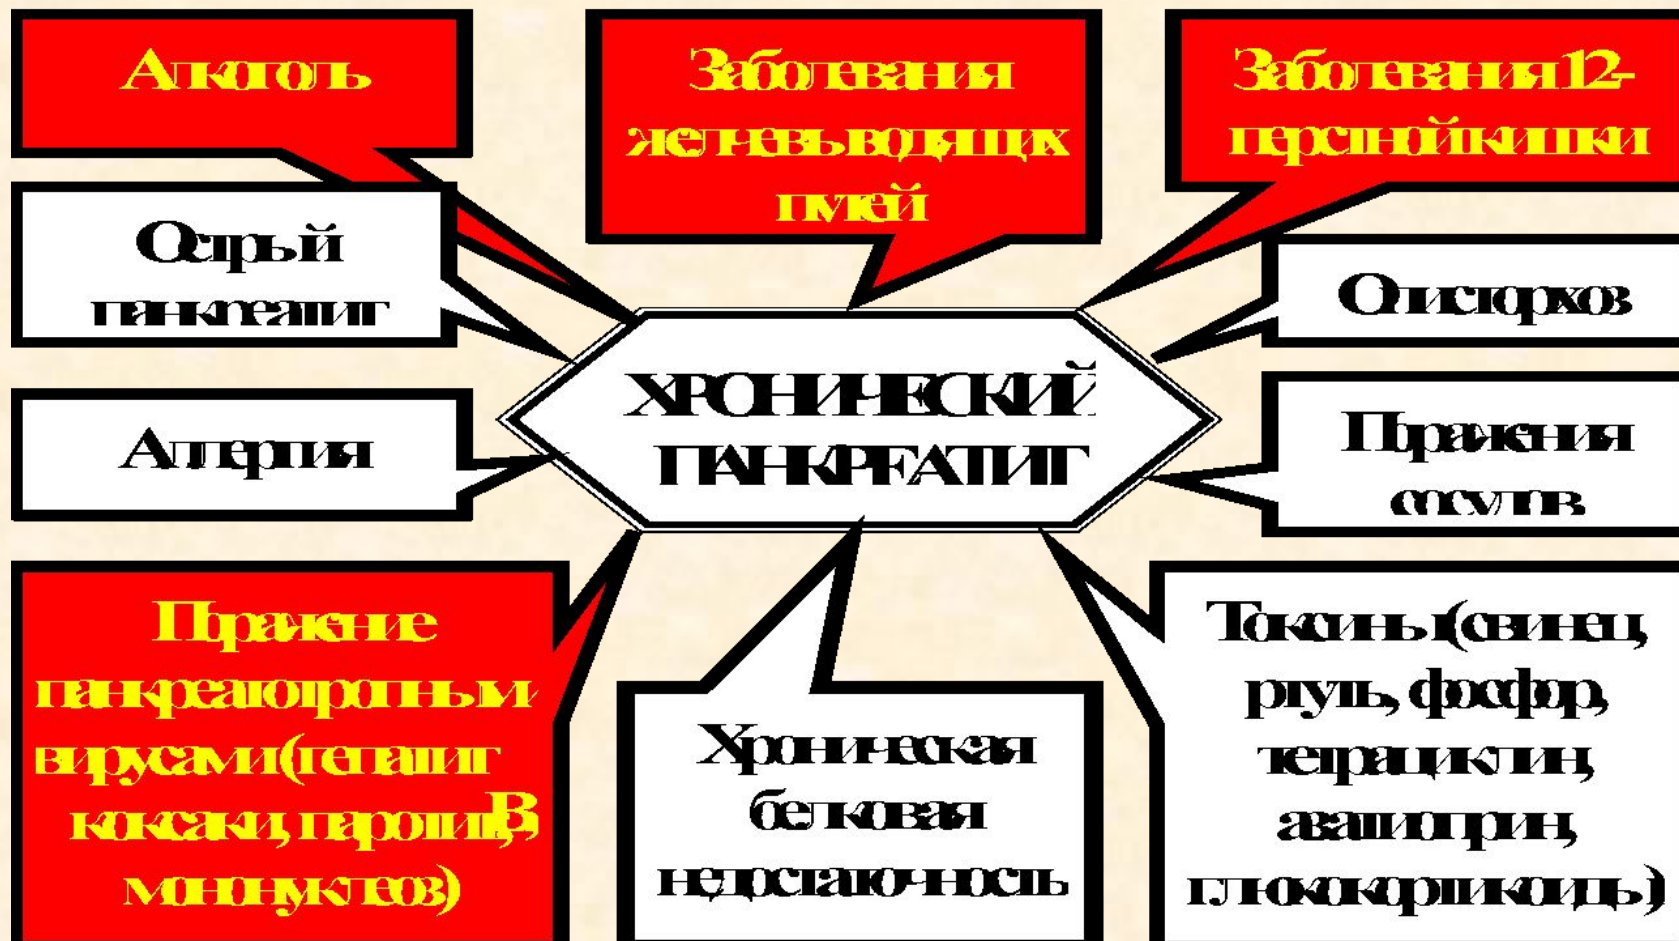 Алкоголь
Заболевания
желчевыводящих
путей
Заболевания 12-
перстной кишки
Острый
панкреатит
Описторхоз
ХРОНИЧЕСКИЙ
ПАНКРЕАТИТ
Аллергия
Поражения
сосудов
Поражение
панкреатотропными
вирусами (гепатит
В,
коксаки, паротит,
мононуклеоз)
Хроническая
белковая
недостаточность
Токсины (свинец,
ртуть, фосфор,
тетрациклин,
азатиоприн,
глюкокортикоиды)